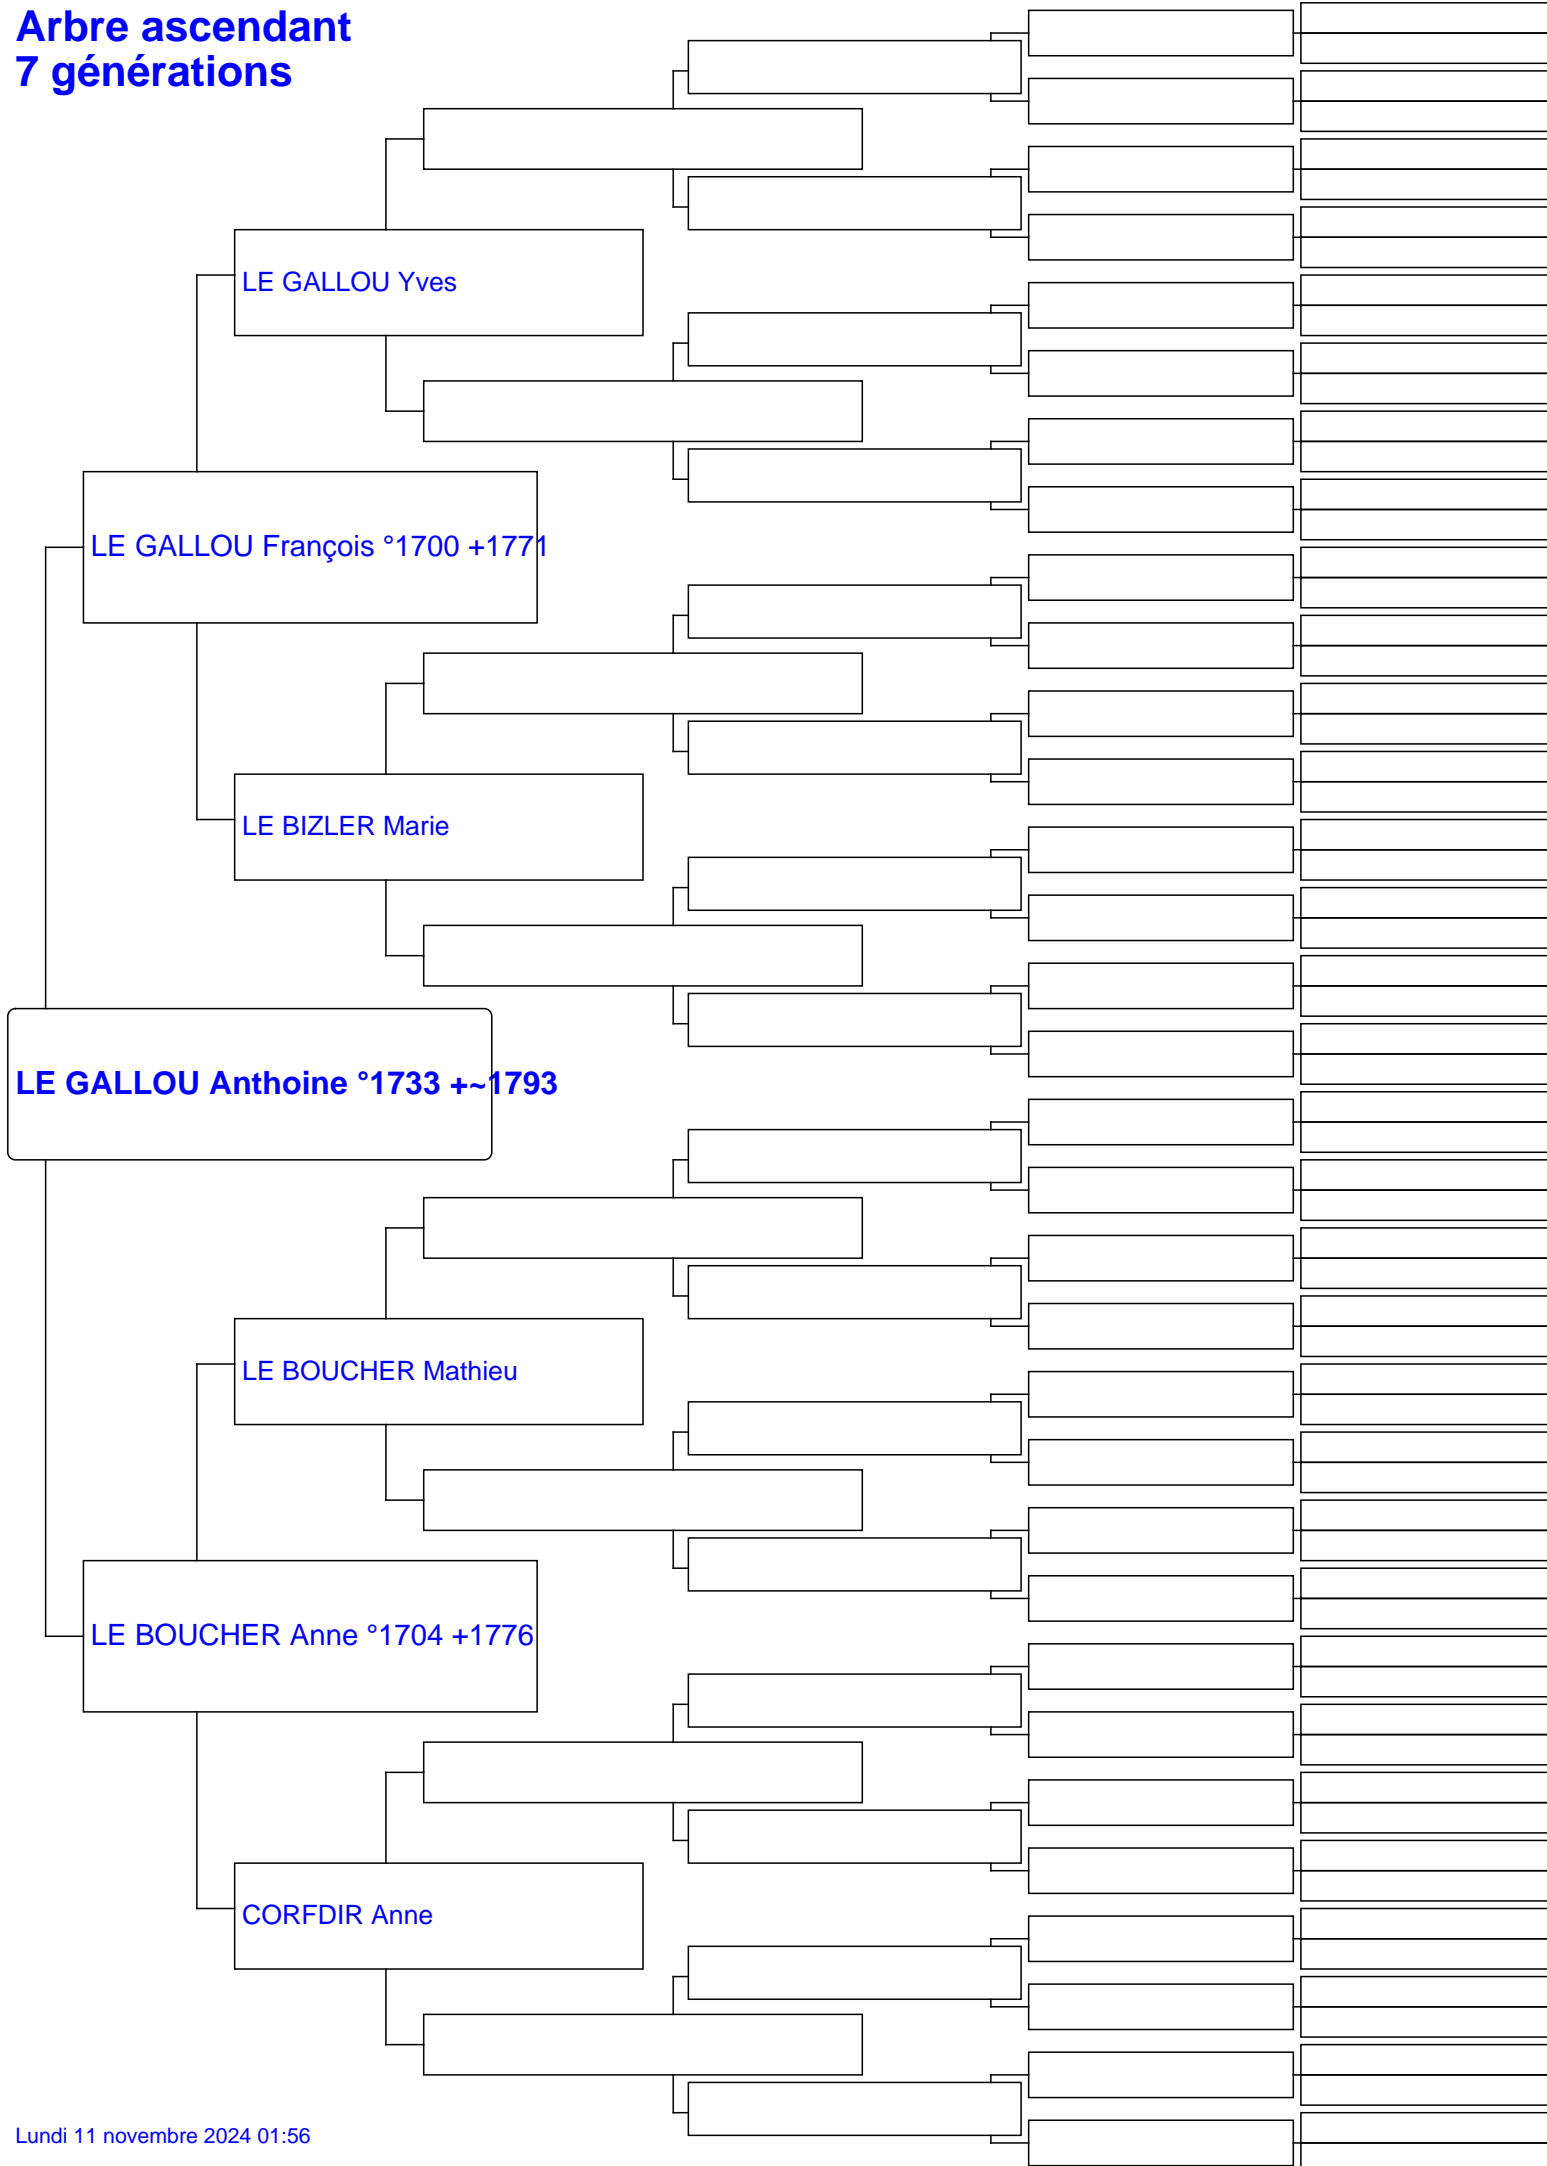 Arbre ascendant
7 générations
LE GALLOU Yves
LE GALLOU François °1700 +1771
LE BIZLER Marie
LE GALLOU Anthoine °1733 +~1793
LE BOUCHER Mathieu
LE BOUCHER Anne °1704 +1776
CORFDIR Anne
Lundi 11 novembre 2024 01:56